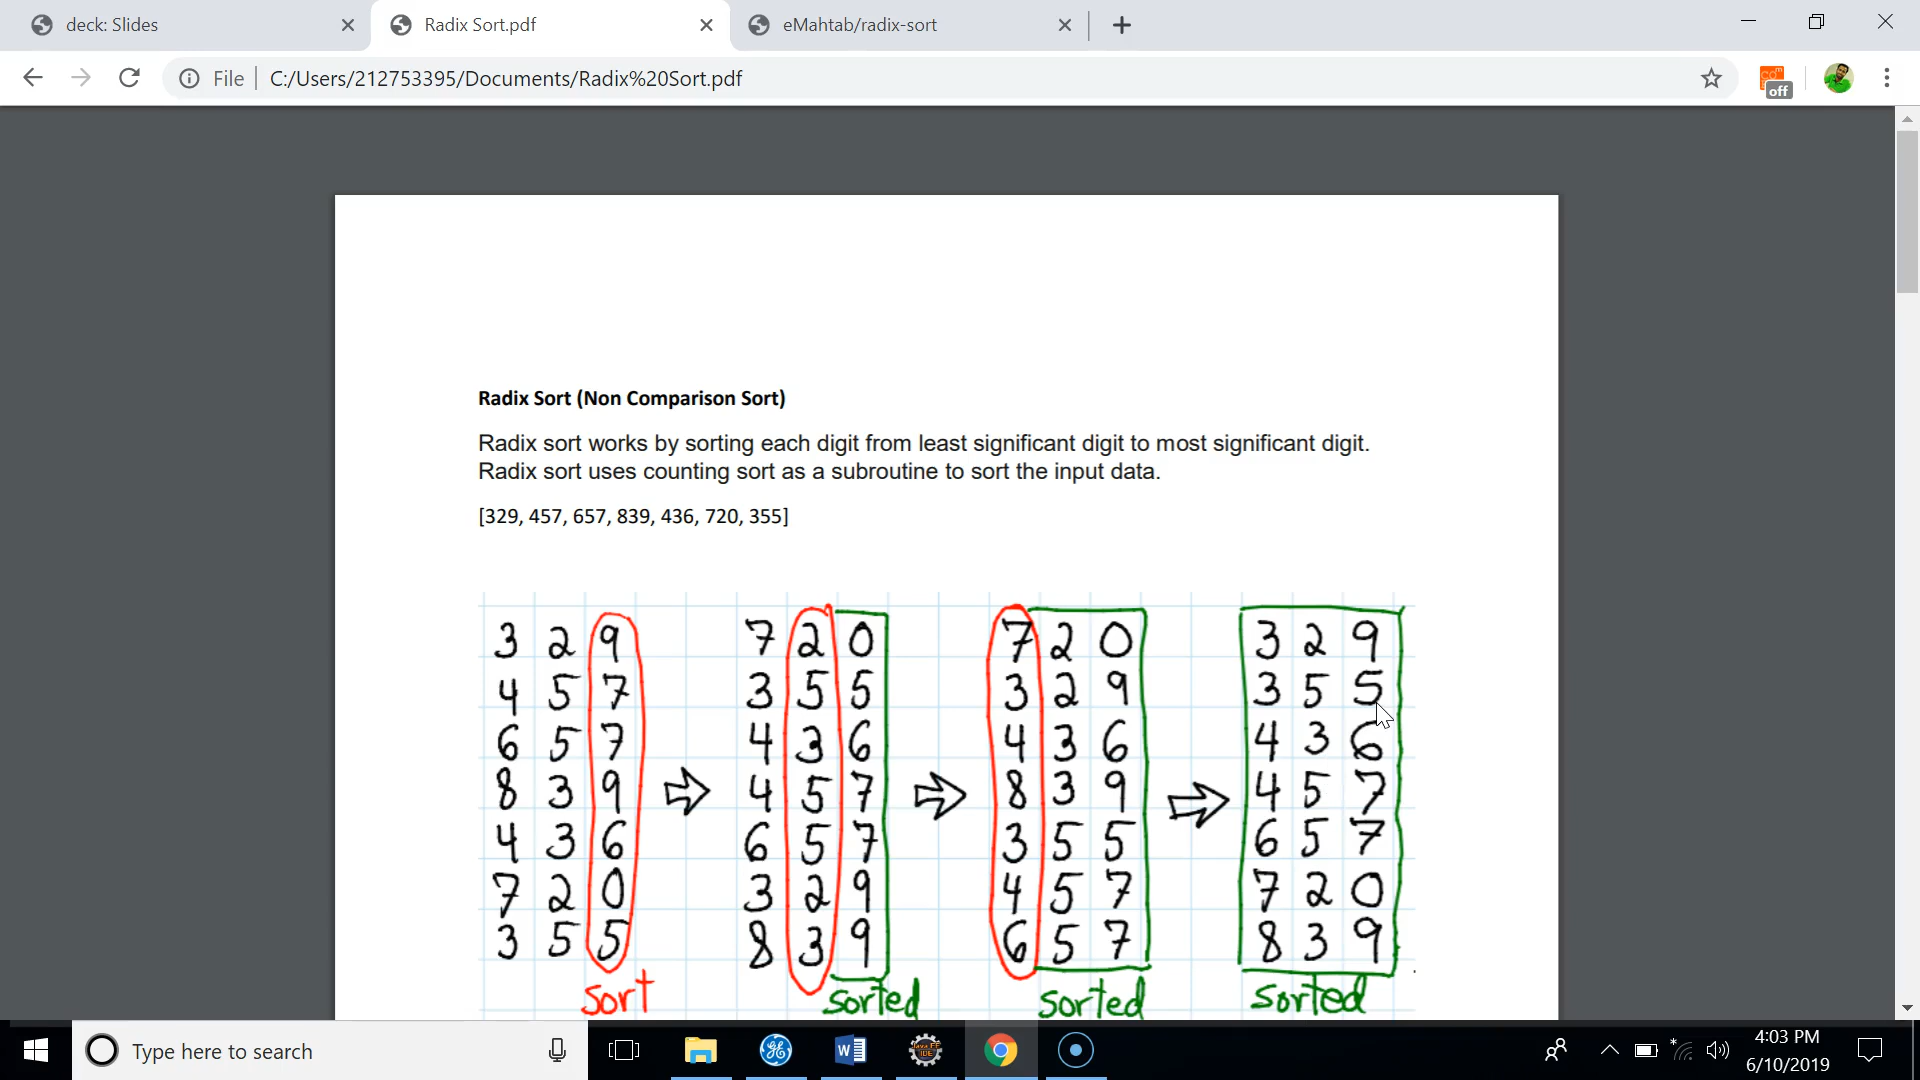 deck: Slides
Radix Sort.pdf
eMahtab/radix-sort
File
C:/Users/212753395/Documents/Radix%20Sort.pdf
off
Radix Sort (Non Comparison Sort)
Radix sort works by sorting each digit from least significant digit to most significant digit.
Radix sort uses counting sort as a subroutine to sort the input data.
[329, 457, 657, 839, 436, 720, 355]
3 2 9 7 2 0 7 2 0 3 2 9
4 5 7 3 5 5 3 2 9 3 5 5
6 5 7 4 3 6 4 3 6 4 3 6
8 3 9 4 5 7 8 3 9 4 5 7
4 3 6 6 5 7 3 5 5 6 5 7
7 2 0 3 2 9 4 5 7 7 2 0
3 5 5 8 3 9 6 5 7 8 3 9
sort sorted sorted sorted
Type here to search
4:03 PM
6/10/2019